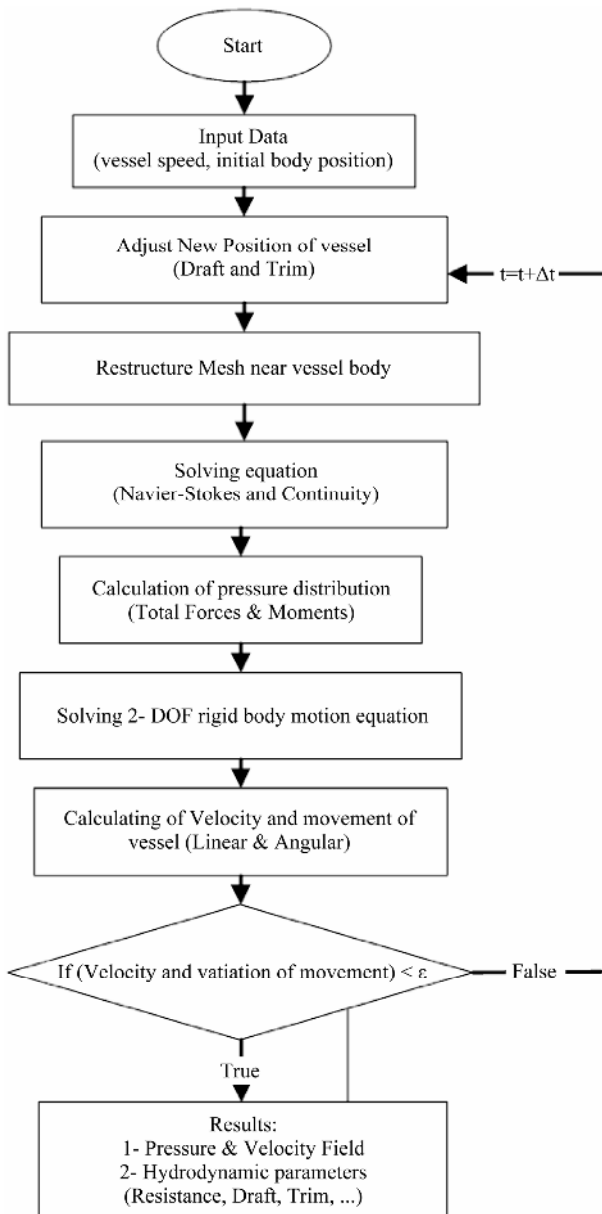 Start
Input Data
(vessel speed, initial body position)
Adjust New Position of vessel
(Draft and Trim)
t=t+Δt
Restructure Mesh near vessel body
Solving equation
(Navier-Stokes and Continuity)
Calculation of pressure distribution
(Total Forces & Moments)
Solving 2- DOF rigid body motion equation
Calculating of Velocity and movement of
vessel (Linear & Angular)
If (Velocity and vatiation of movement) < ε
False
True
Results:
1- Pressure & Velocity Field
2- Hydrodynamic parameters
(Resistance, Draft, Trim, ...)